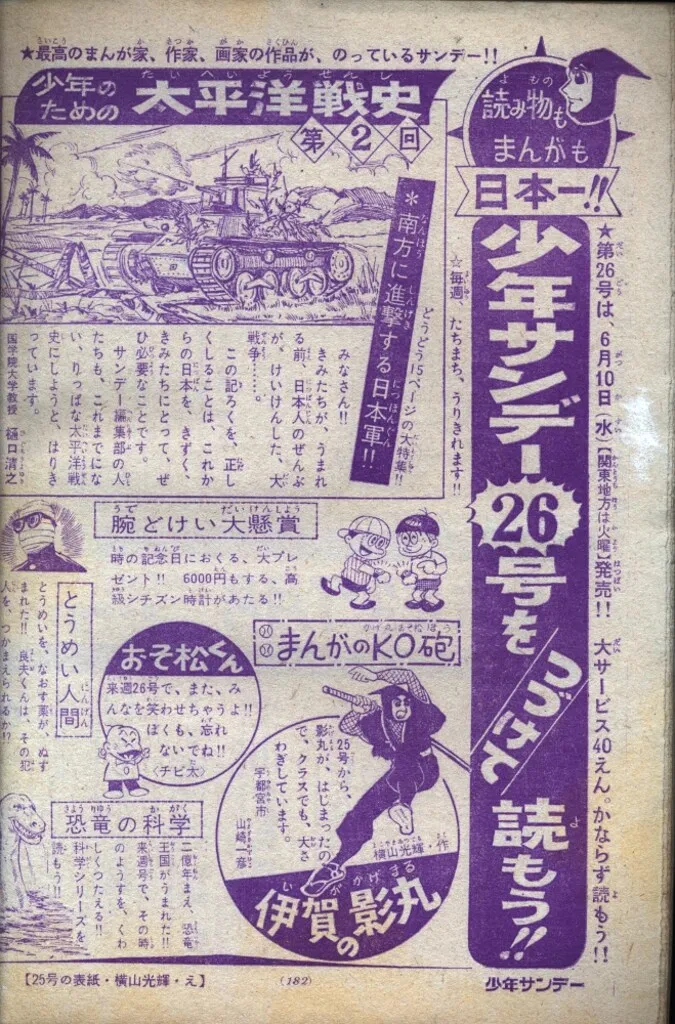 ★最高のまんが家、作家、画家の作品が、のっているサンデー!!
読み物も
まんがも
日本一!!
★第26号は、6月10日（水）【関東地方は火曜】発売!! 大サービス40えん。かならず読もう!!
少年サンデー26号を
つづけて
読もう!!
☆毎週、たちまち、うりきれます!!
少年の
ための
太平洋戦史
第2回
どうどう15ページの大特集!!
＊南方に進撃する日本軍!!
みなさん!!
きみたちが、うまれ
る前、日本人のぜんぶ
が、けいけんした、大
戦争……。
この記ろくを、正し
くしることは、これか
らの日本を、きずく、
きみたちにとって、ぜ
ひ必要なことです。
サンデー編集部の人
たちも、これまでにな
い、りっぱな太平洋戦
史にしようと、はりき
っています。
国学院大学教授 樋口清之
腕どけい大懸賞
時の記念日におくる、大プレ
ゼント!! 6000円もする、高
級シチズン時計があたる!!
とうめい人間
とうめいを、なおす薬が、ぬす
まれた!! 良夫くんは、その犯
人を、つかまえられるか!?
まんがのKO砲
おそ松くん
来週26号で、また、み
んなを笑わせちゃうよ!!
ぼくも、忘れ
ないでね!!
〈チビ太〉
25号から、
影丸が、はじまったの
で、クラスでも、大さ
わぎしています。
宇都宮市
横山光輝・作
伊賀の影丸
恐竜の科学
二億年まえ、恐竜
王国がうまれた!!
来週号で、その時
のようすを、くわ
しくつたえる!!
科学シリーズを
読もう!!
【25号の表紙・横山光輝・え】
(182)
少年サンデー